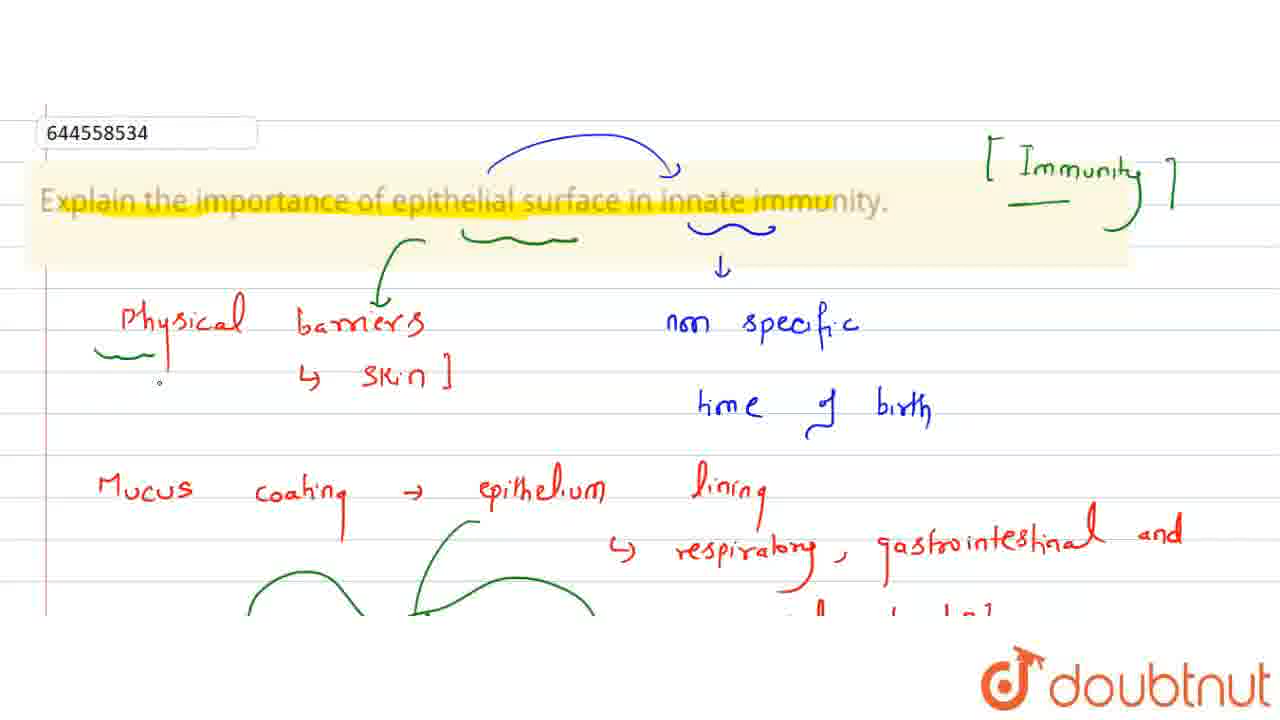 644558534
Explain the importance of epithelial surface in innate immunity.
[ Immunity ]
Physical barriers
↳ skin ]
non specific
time of birth
Mucus coating → epithelium lining
↳ respiratory, gastrointestinal and
doubtnut